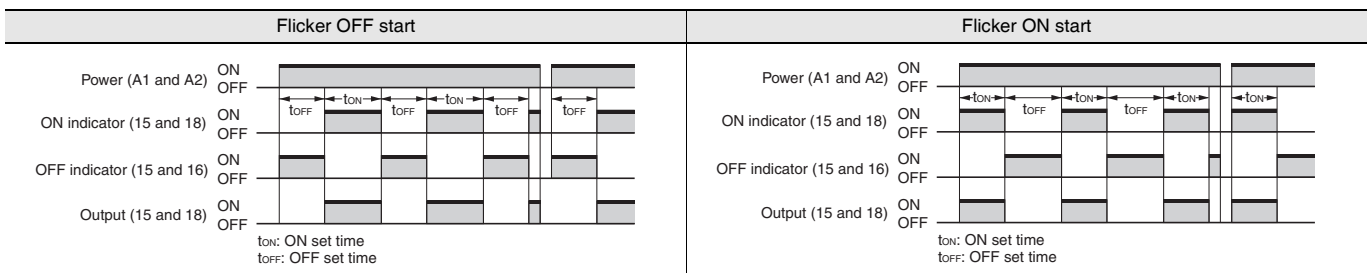 Flicker OFF start
Power (A1 and A2) ON
OFF
tOFF tON tOFF tON tOFF tOFF
ON indicator (15 and 18) ON
OFF
OFF indicator (15 and 16) ON
OFF
Output (15 and 18) ON
OFF
tON: ON set time
tOFF: OFF set time
Flicker ON start
Power (A1 and A2) ON
OFF
tON tOFF tON tOFF tON tON
ON indicator (15 and 18) ON
OFF
OFF indicator (15 and 16) ON
OFF
Output (15 and 18) ON
OFF
tON: ON set time
tOFF: OFF set time